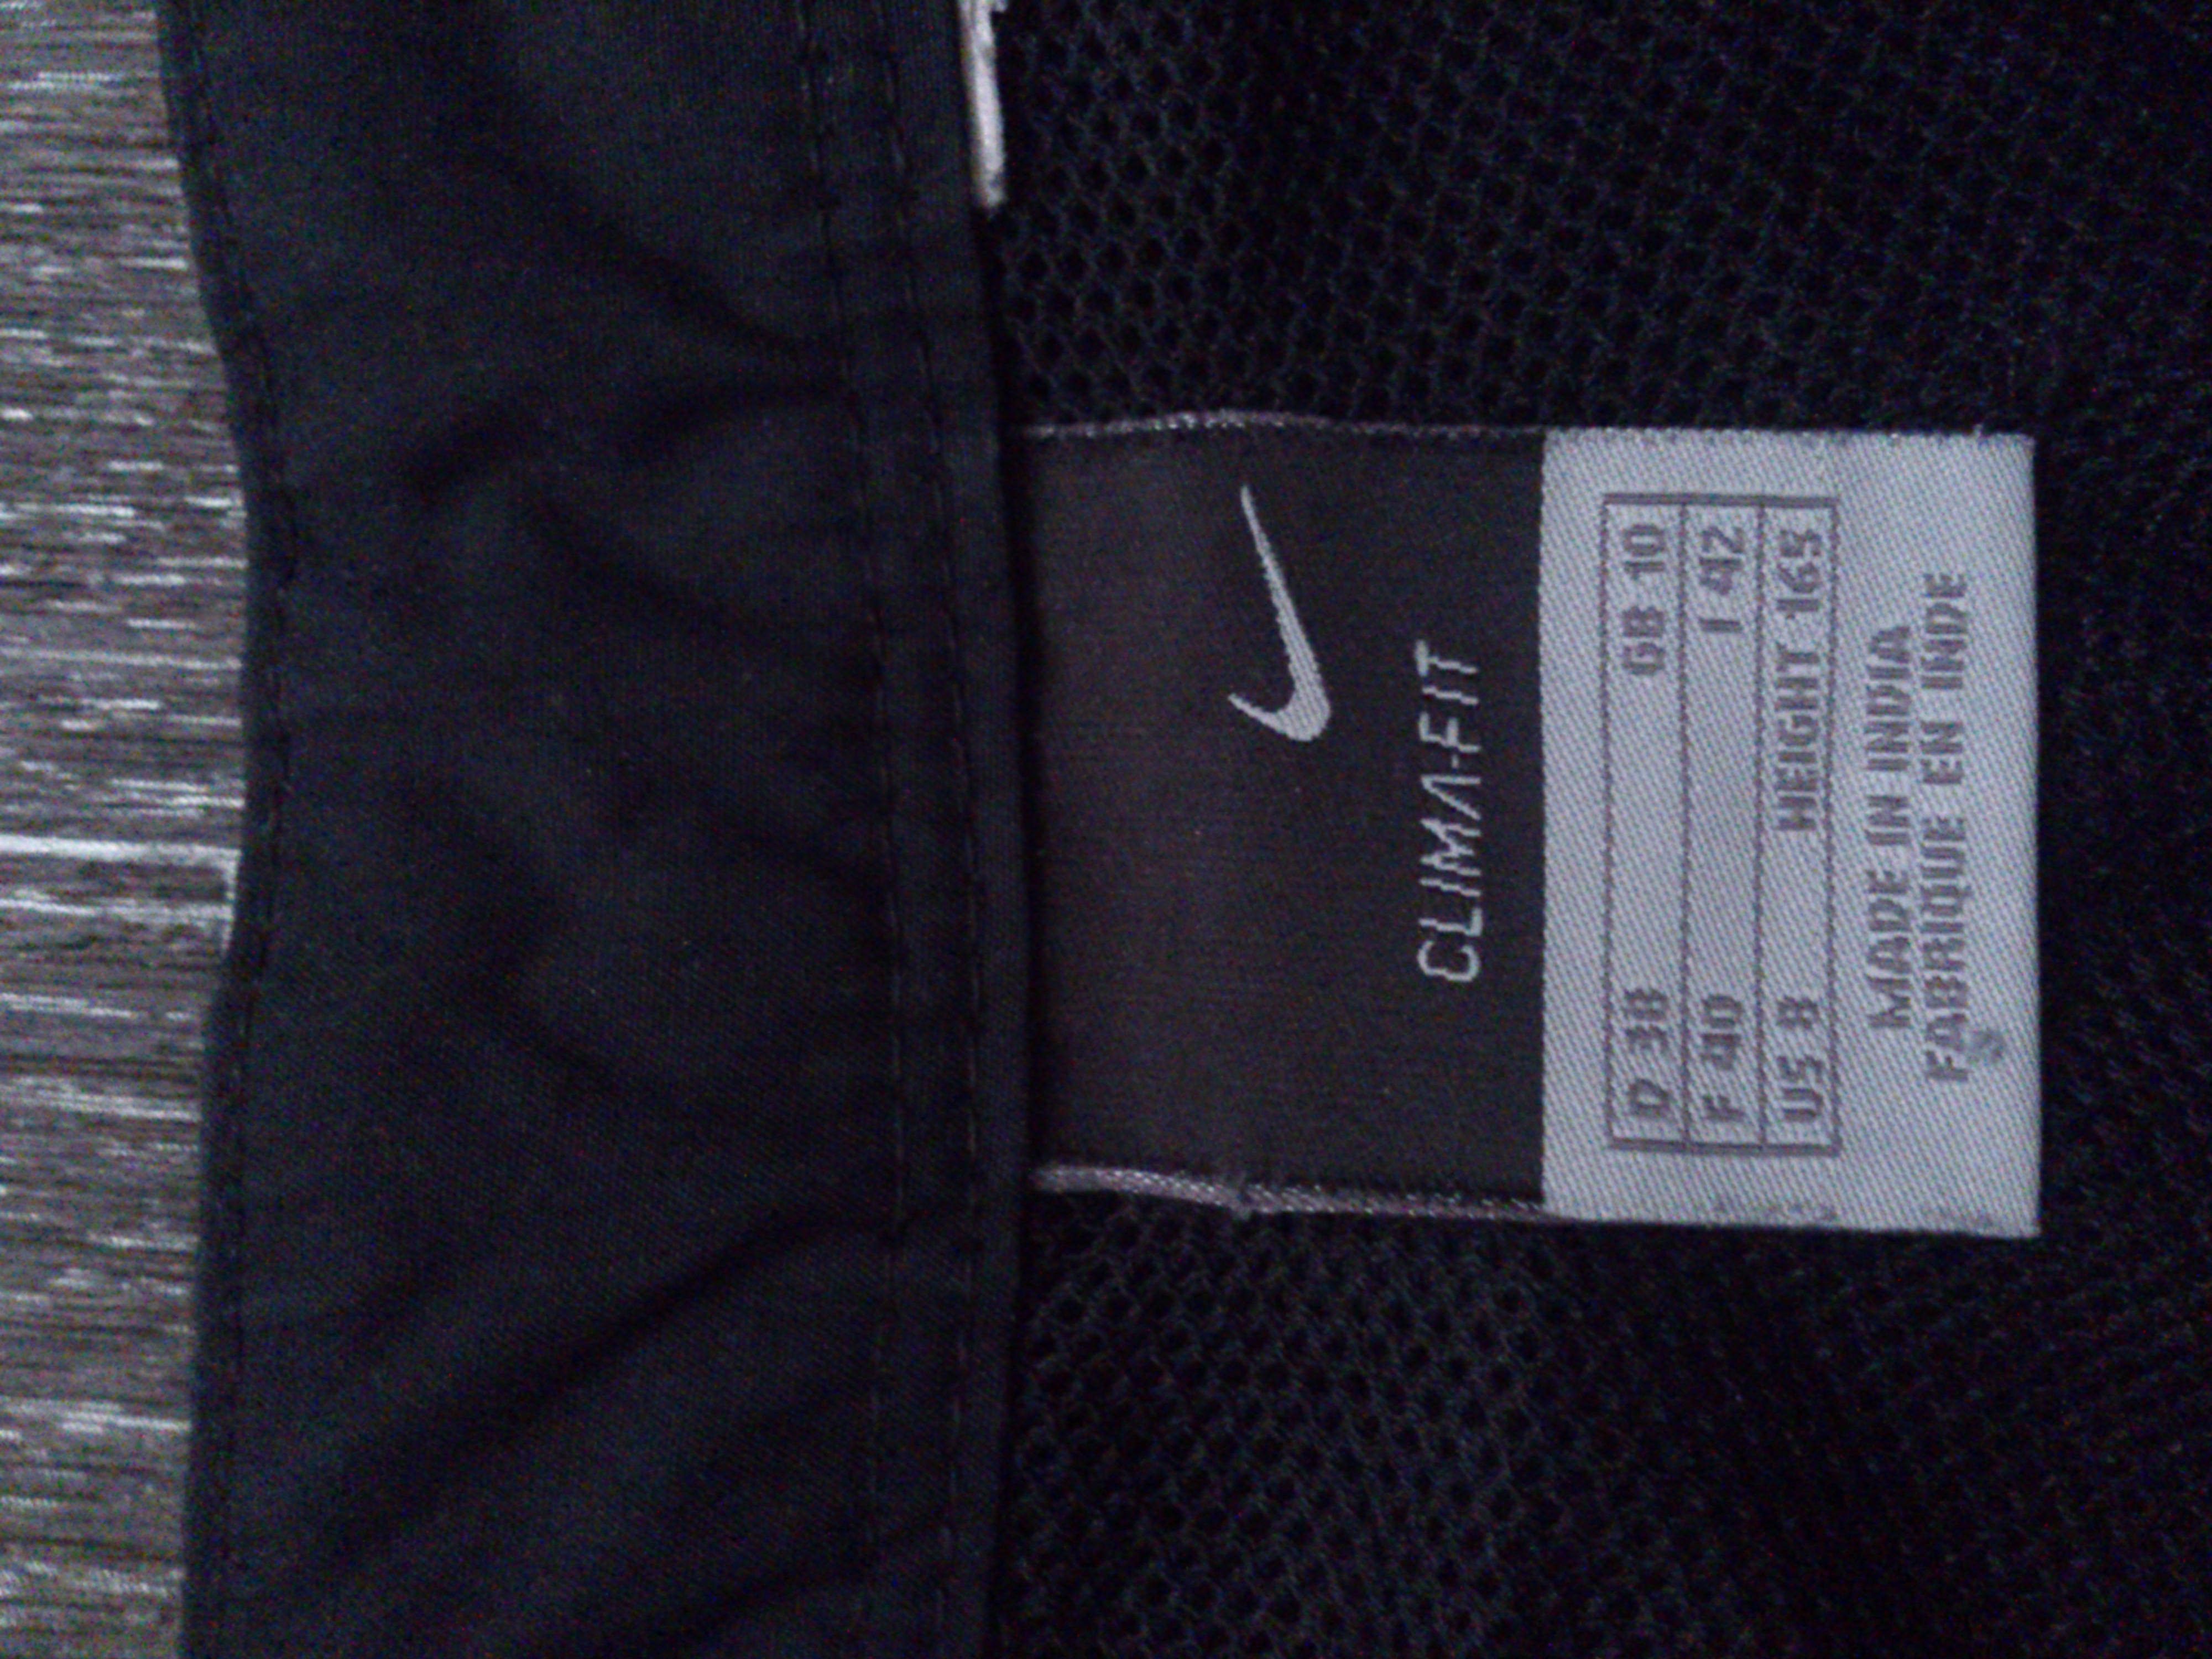 CLIMA-FIT
D 38 GB 10
F 40 I 42
US 8 HEIGHT 165
MADE IN INDIA
FABRIQUE EN INDE